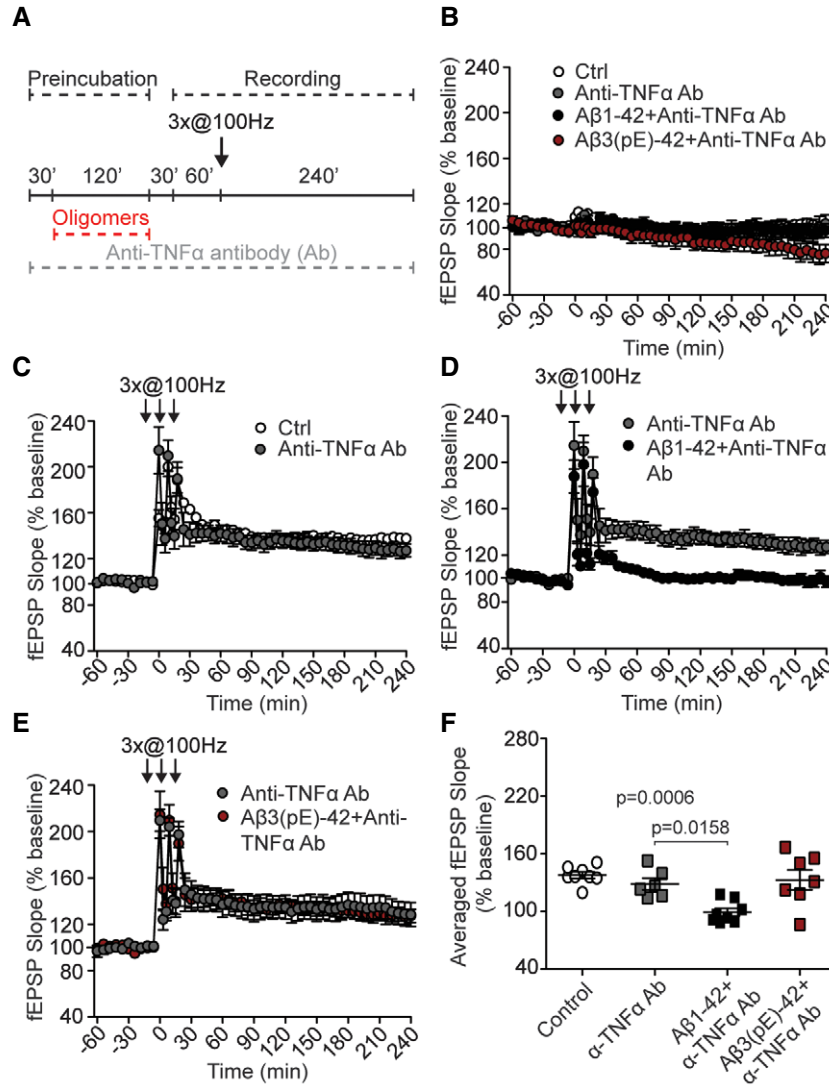 A
Preincubation
Recording
3x@100Hz
30’ 120’ 30’ 60’ 240’
Oligomers
Anti-TNFα antibody (Ab)
B
fEPSP Slope (% baseline)
240
200
160
120
100
80
40
Ctrl
Anti-TNFα Ab
Aβ1-42+Anti-TNFα Ab
Aβ3(pE)-42+Anti-TNFα Ab
-60 -30 0 30 60 90 120 150 180 210 240
Time (min)
C
3x@100Hz
fEPSP Slope (% baseline)
240
200
160
120
100
80
40
Ctrl
Anti-TNFα Ab
-60 -30 0 30 60 90 120 150 180 210 240
Time (min)
D
3x@100Hz
fEPSP Slope (% baseline)
240
200
160
120
100
80
40
Anti-TNFα Ab
Aβ1-42+Anti-TNFα
Ab
-60 -30 0 30 60 90 120 150 180 210 240
Time (min)
E
3x@100Hz
fEPSP Slope (% baseline)
240
200
160
120
100
80
40
Anti-TNFα Ab
Aβ3(pE)-42+Anti-
TNFα Ab
-60 -30 0 30 60 90 120 150 180 210 240
Time (min)
F
Averaged fEPSP Slope
(% baseline)
280
220
160
100
40
p=0.0006
p=0.0158
Control
α-TNFα Ab
Aβ1-42+
α-TNFα Ab
Aβ3(pE)-42+
α-TNFα Ab